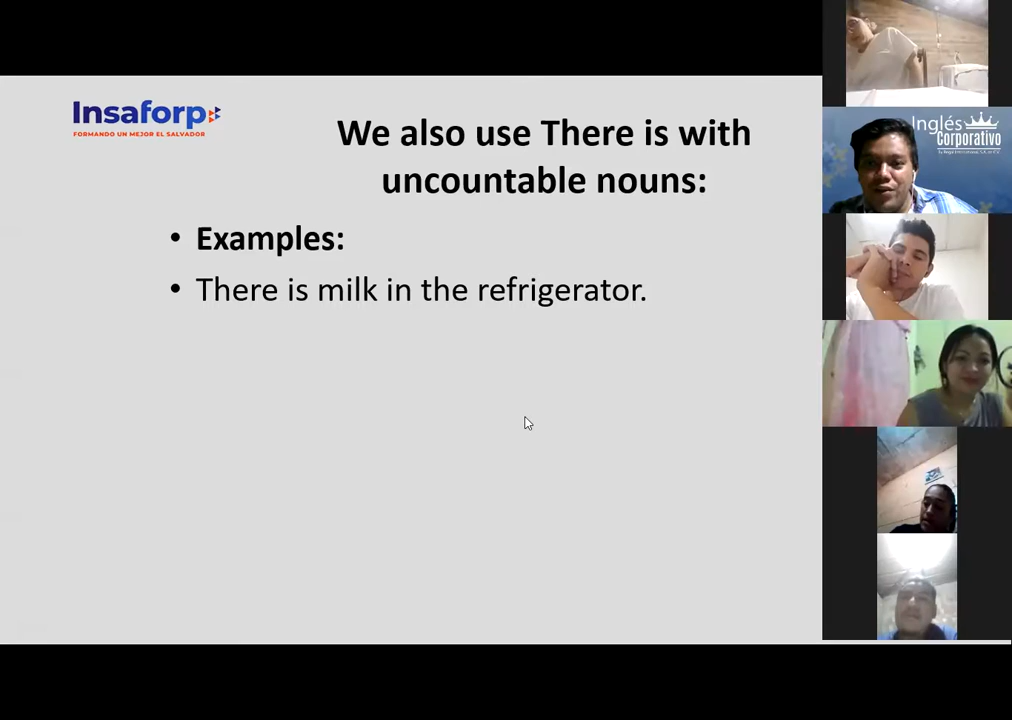 Insaforp
FORMANDO UN MEJOR EL SALVADOR
We also use There is with
uncountable nouns:
• Examples:
• There is milk in the refrigerator.
Inglés
Corporativo